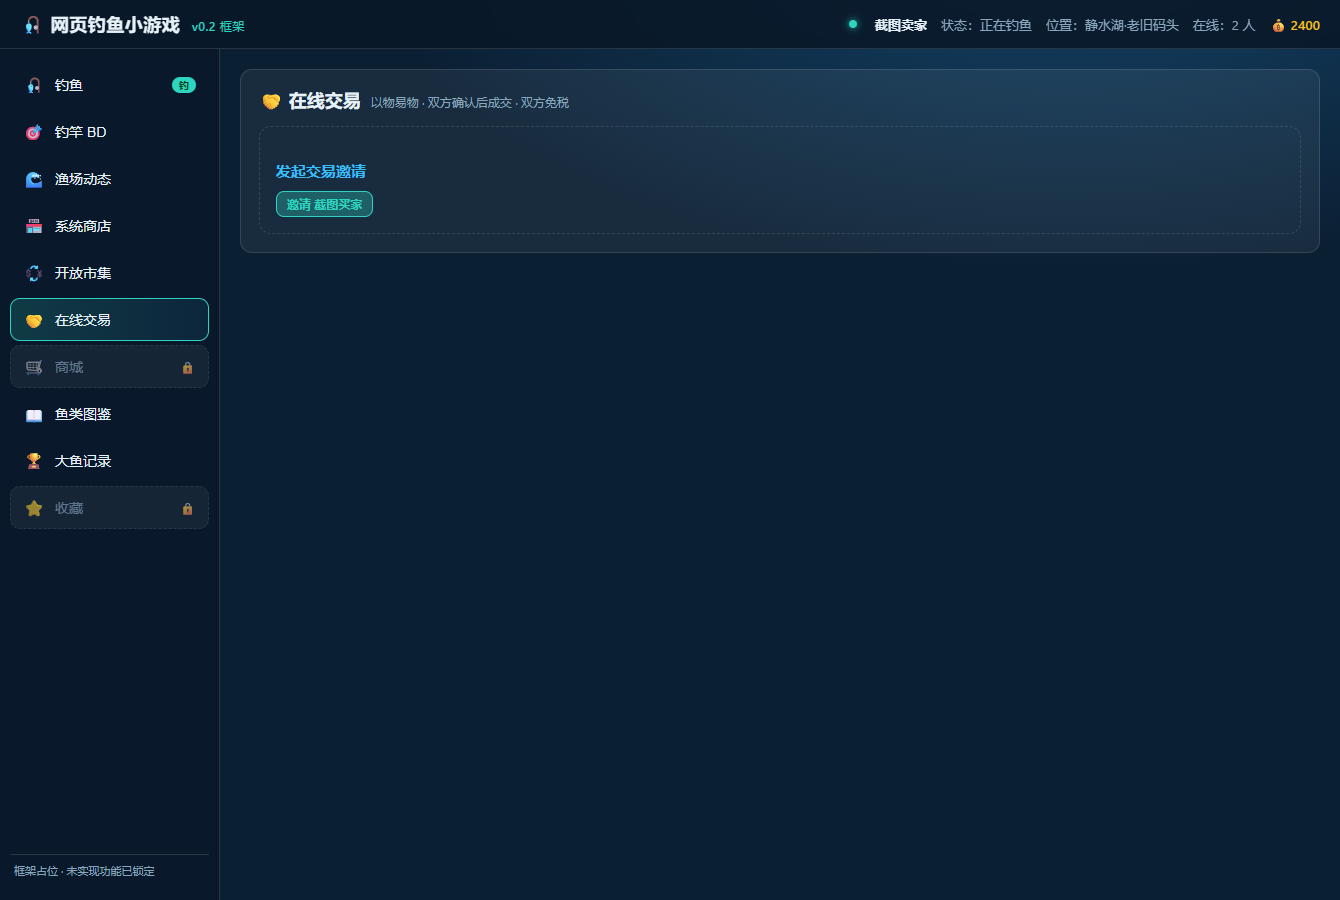 网页钓鱼小游戏 v0.2 框架
截图卖家 状态：正在钓鱼 位置：静水湖·老旧码头 在线：2 人 2400
钓鱼 钓
钓竿 BD
渔场动态
系统商店
开放市集
在线交易
商城
鱼类图鉴
大鱼记录
收藏
框架占位 · 未实现功能已锁定
在线交易 以物易物 · 双方确认后成交 · 双方免税
发起交易邀请
邀请 截图买家